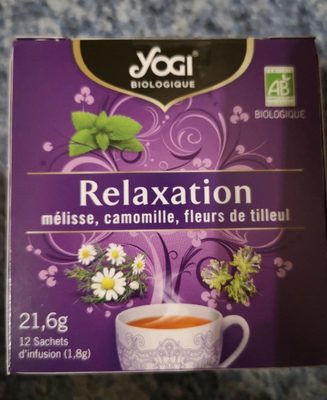 YOGI
BIOLOGIQUE
AB
BIOLOGIQUE
Relaxation
mélisse, camomille, fleurs de tilleul
21,6g
12 Sachets
d'infusion (1,8g)